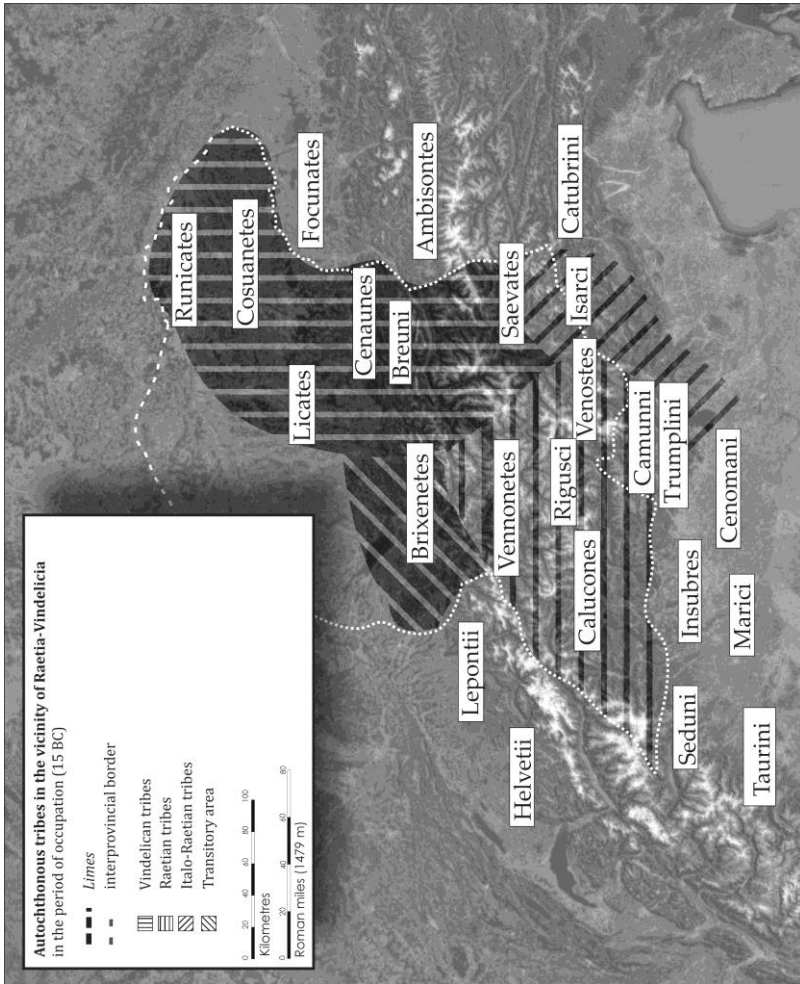 Autochthonous tribes in the vicinity of Raetia-Vindelicia
in the period of occupation (15 BC)
Limes
interprovincial border
Vindelican tribes
Raetian tribes
Italo-Raetian tribes
Transitory area
0 20 40 60 80 100
Kilometres
0 20 40 60 80
Roman miles (1479 m)
Runicates
Cosuanetes
Focunates
Licates
Cenaunes
Breuni
Ambisontes
Brixenetes
Saevates
Catubrini
Lepontii
Vennonetes
Isarci
Helvetii
Rigusci
Venostes
Calucones
Camunni
Trumplini
Seduni
Insubres
Cenomani
Marici
Taurini